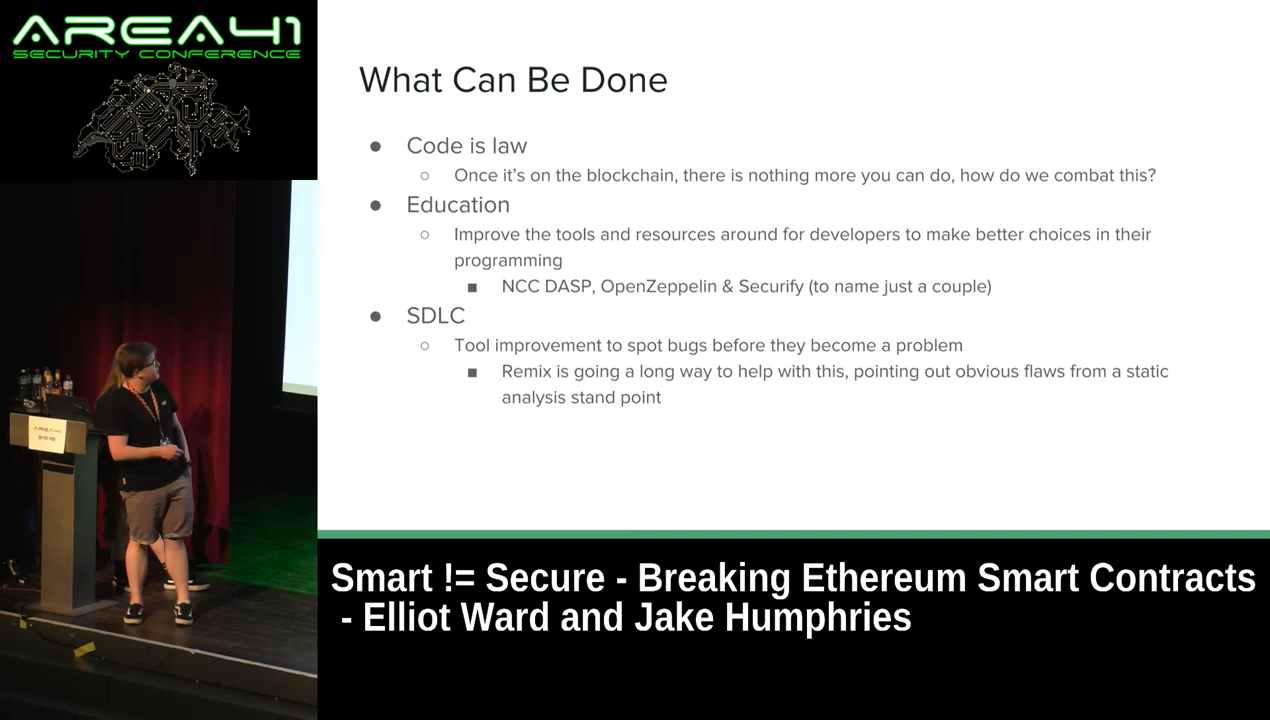 AREA41
SECURITY CONFERENCE
What Can Be Done
● Code is law
○ Once it's on the blockchain, there is nothing more you can do, how do we combat this?
● Education
○ Improve the tools and resources around for developers to make better choices in their
programming
■ NCC DASP, OpenZeppelin & Securify (to name just a couple)
● SDLC
○ Tool improvement to spot bugs before they become a problem
■ Remix is going a long way to help with this, pointing out obvious flaws from a static
analysis stand point
AREA41
2018
Smart != Secure - Breaking Ethereum Smart Contracts
- Elliot Ward and Jake Humphries